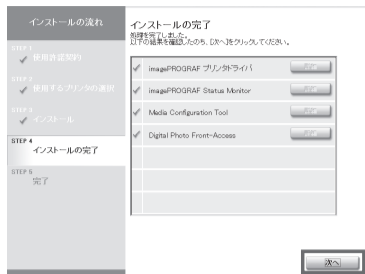 インストールの流れ
STEP 1
使用許諾契約
STEP 2
使用するプリンタの選択
STEP 3
インストール
STEP 4
インストールの完了
STEP 5
完了
インストールの完了
処理を完了しました。
以下の結果を確認したのち、[次へ]をクリックしてください。
imagePROGRAF プリンタドライバ
imagePROGRAF Status Monitor
Media Configuration Tool
Digital Photo Front-Access
次へ